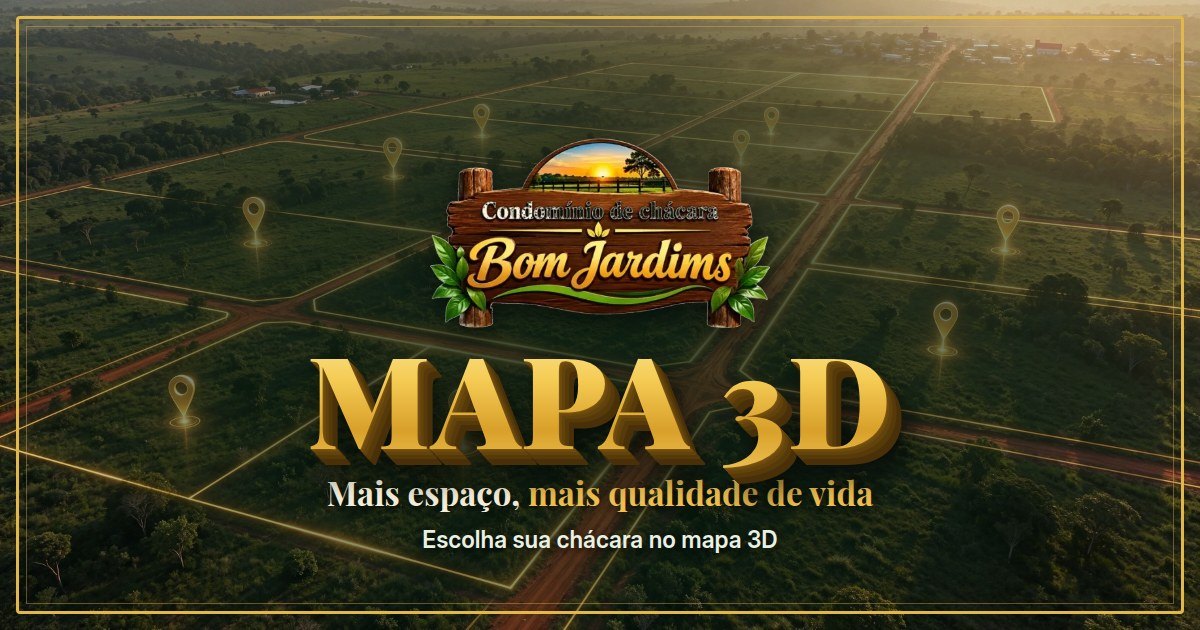 Condomínio de chácara
Bom Jardims
MAPA 3D
Mais espaço, mais qualidade de vida
Escolha sua chácara no mapa 3D